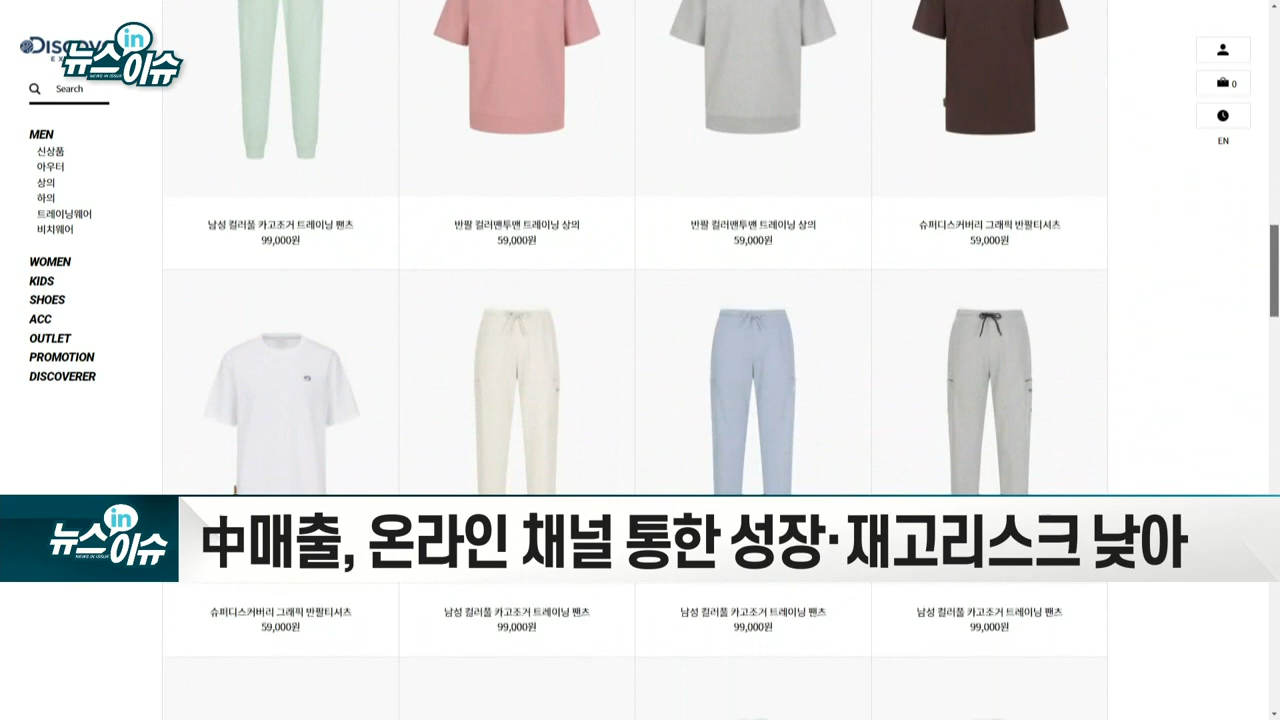 뉴스 in 이슈
NEWS IN ISSUE
Search
0
EN
MEN
신상품
아우터
상의
하의
트레이닝웨어
비치웨어
WOMEN
KIDS
SHOES
ACC
OUTLET
PROMOTION
DISCOVERER
남성 컬러풀 카고조거 트레이닝 팬츠
99,000원
반팔 컬러맨투맨 트레이닝 상의
59,000원
반팔 컬러맨투맨 트레이닝 상의
59,000원
슈퍼디스커버리 그래픽 반팔티셔츠
59,000원
뉴스 in 이슈
NEWS IN ISSUE
中매출, 온라인 채널 통한 성장·재고리스크 낮아
슈퍼디스커버리 그래픽 반팔티셔츠
59,000원
남성 컬러풀 카고조거 트레이닝 팬츠
99,000원
남성 컬러풀 카고조거 트레이닝 팬츠
99,000원
남성 컬러풀 카고조거 트레이닝 팬츠
99,000원